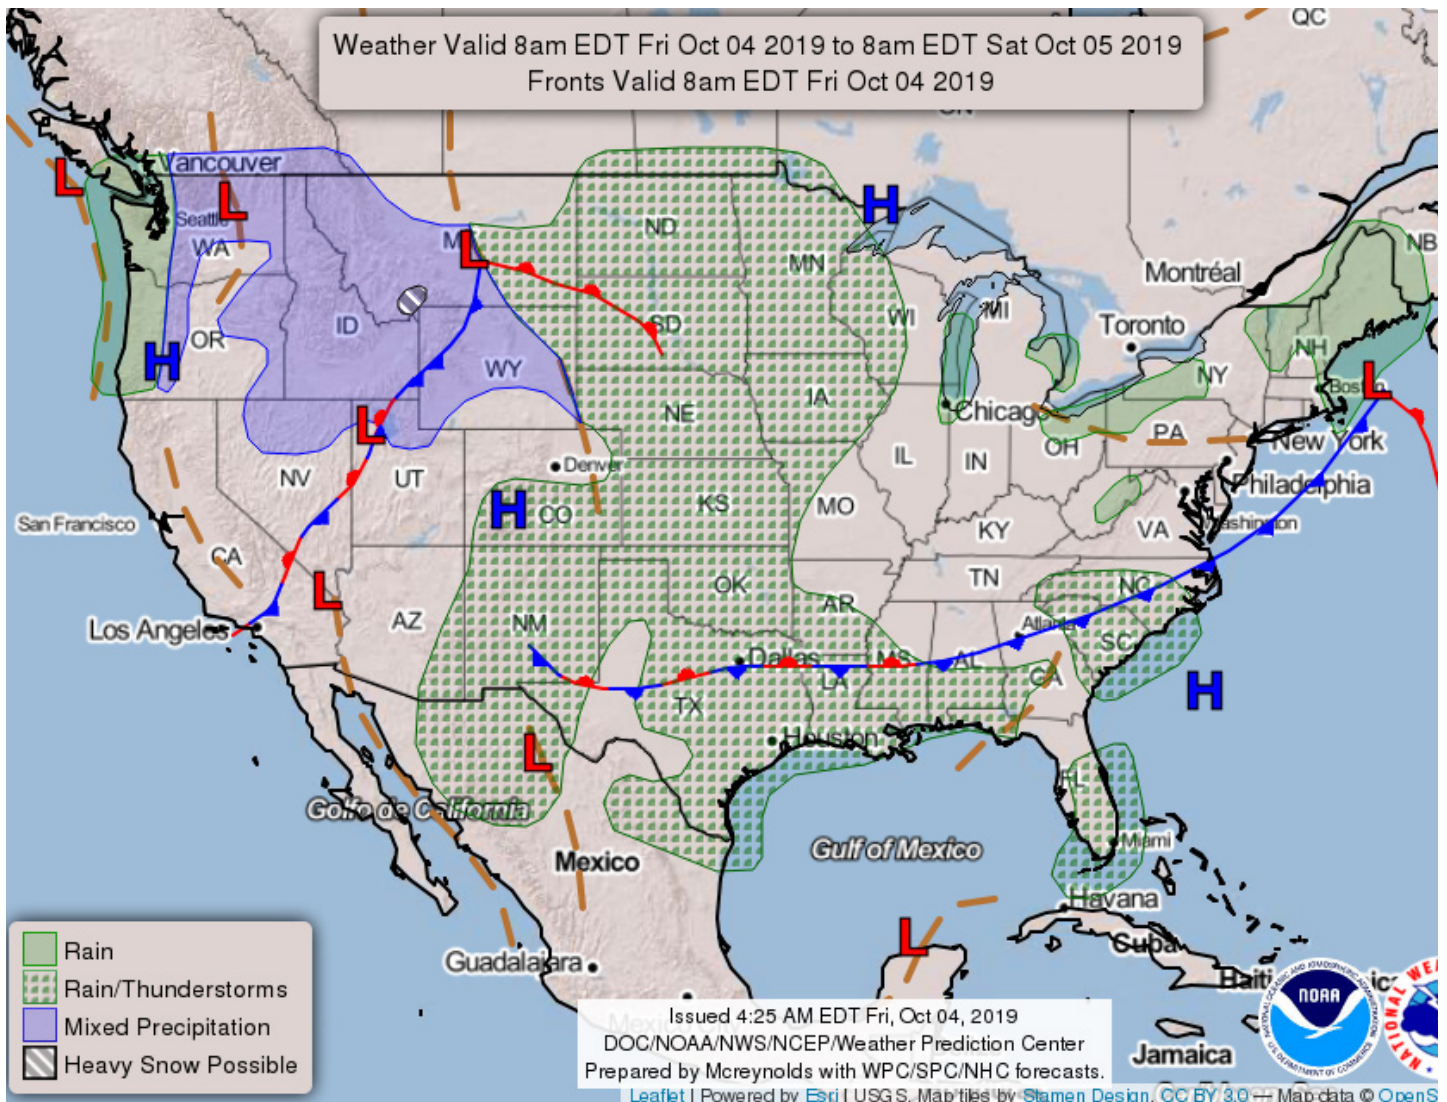 QC
Weather Valid 8am EDT Fri Oct 04 2019 to 8am EDT Sat Oct 05 2019
Fronts Valid 8am EDT Fri Oct 04 2019
ON
Vancouver
L
L
H
Seattle
ND
NB
WA
L
MN
Montréal
MI
ID
SD
WI
Toronto
OR
NH
H
WY
NY
Boston
L
NE
IA
Chicago
L
OH
PA
New York
IL
IN
Denver
NV
UT
Philadelphia
H
CO
KS
MO
San Francisco
KY
VA
Washington
CA
TN
OK
NC
L
AR
AZ
NM
Atlanta
Los Angeles
SC
Dallas
MS
AL
LA
GA
H
TX
Houston
L
FL
Golfo de California
Miami
Gulf of Mexico
Mexico
Havana
L
Cuba
Guadalajara
Haiti
Rain
Rain/Thunderstorms
Mixed Precipitation
Heavy Snow Possible
NOAA
NATIONAL WEA
Issued 4:25 AM EDT Fri, Oct 04, 2019
DOC/NOAA/NWS/NCEP/Weather Prediction Center
Prepared by Mcreynolds with WPC/SPC/NHC forecasts.
Mexico City
Jamaica
Leaflet | Powered by Esri | USGS, Map tiles by Stamen Design, CC BY 3.0 — Map data © OpenS